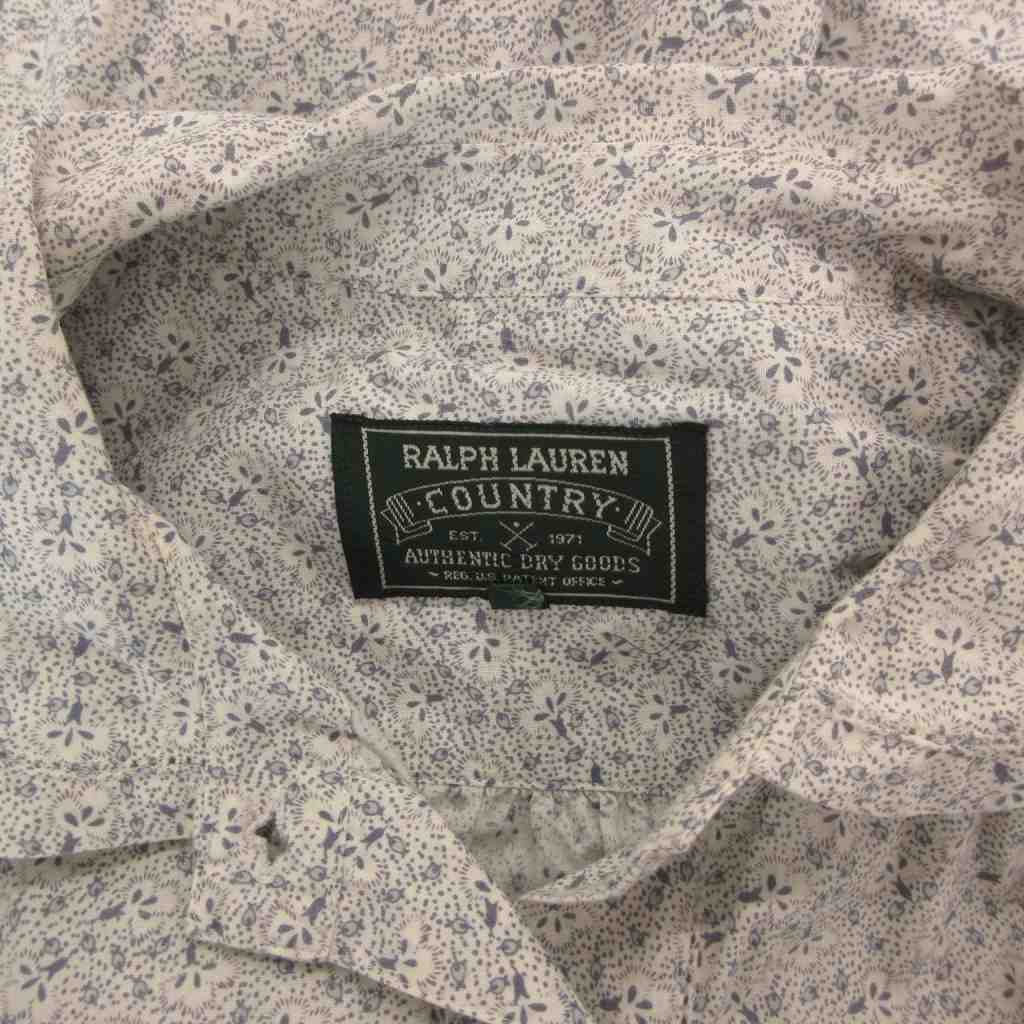 RALPH LAUREN
·COUNTRY·
EST. 1971
AUTHENTIC DRY GOODS
~ REG. U.S. PATENT OFFICE ~